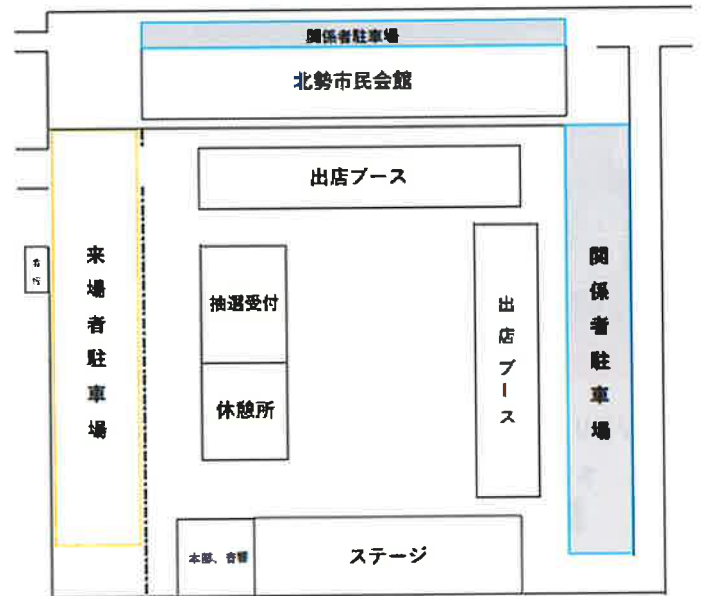 関係者駐車場
北勢市民会館
出店ブース
来場者駐車場
抽選受付
休憩所
出店ブース
関係者駐車場
本部、音響
ステージ